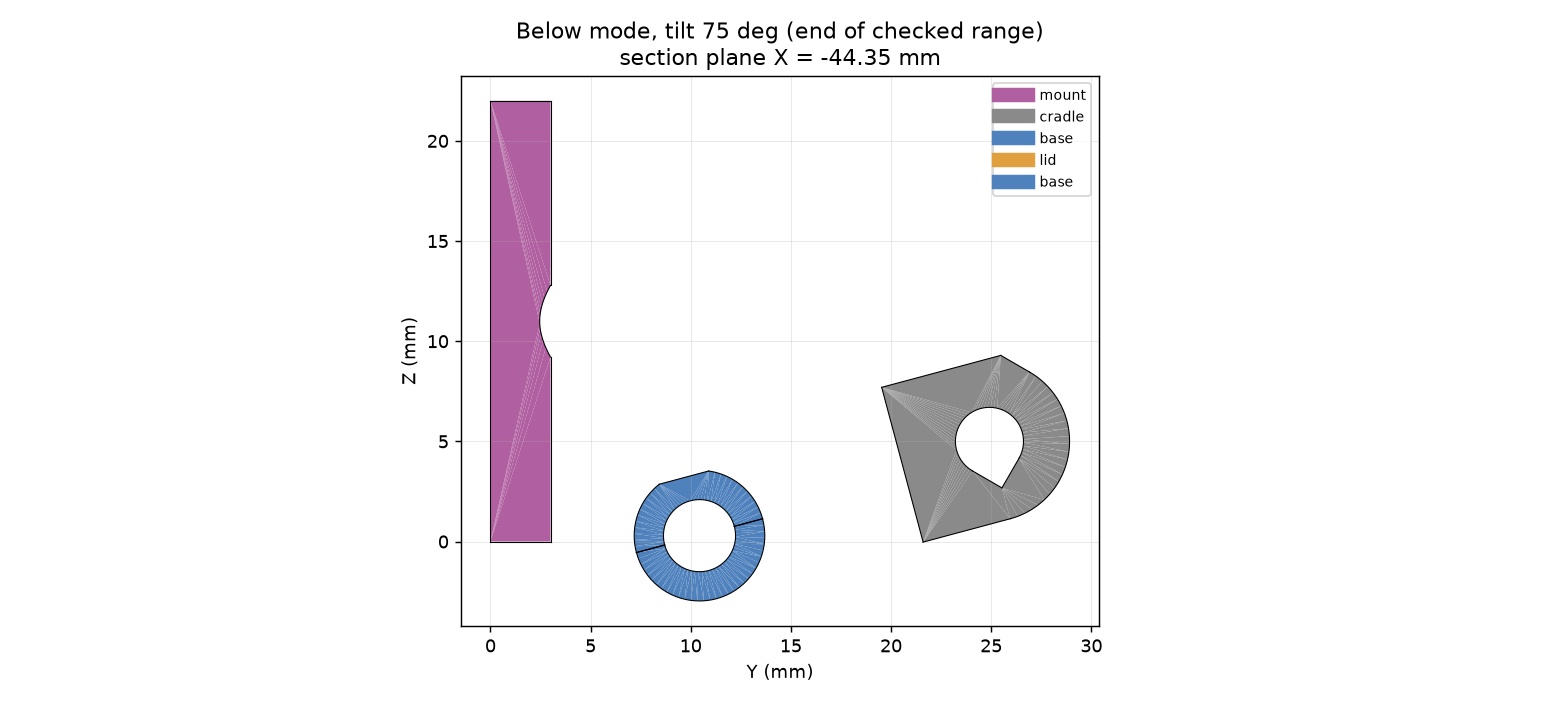 Below mode, tilt 75 deg (end of checked range)
section plane X = -44.35 mm
mount
cradle
base
lid
base
20
15
10
5
0
Z (mm)
0 5 10 15 20 25 30
Y (mm)